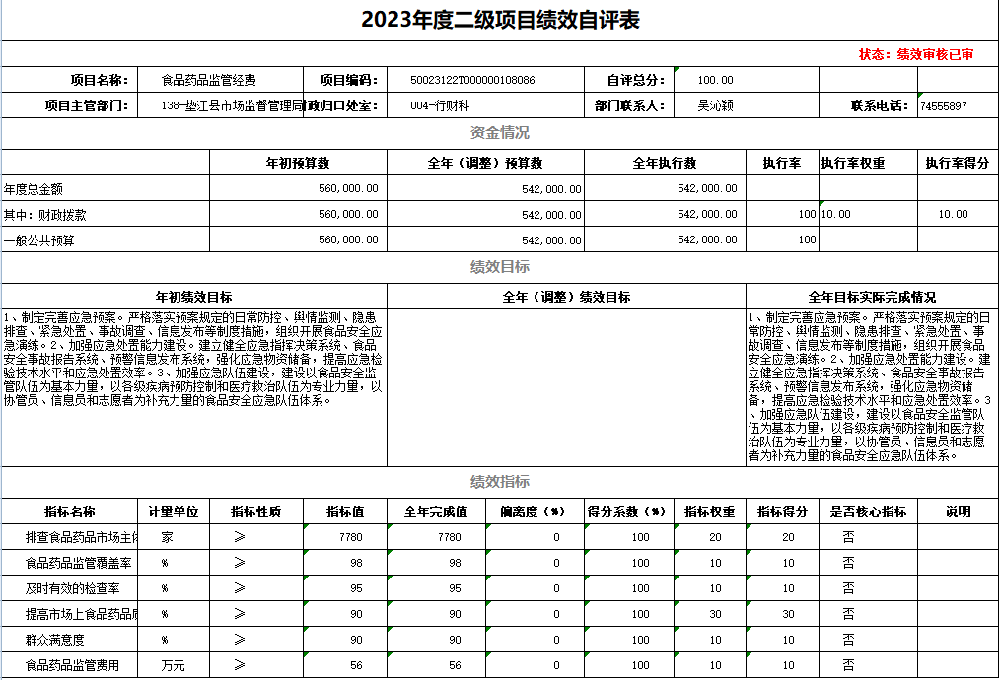 2023年度二级项目绩效自评表
状态：绩效审核已审
项目名称： 食品药品监管经费 项目编码： 50023122T000000108086 自评总分： 100.00
项目主管部门： 138-垫江县市场监督管理局 政归口处室： 004-行财科 部门联系人： 吴沁颖 联系电话： 74555897
资金情况
年初预算数 全年（调整）预算数 全年执行数 执行率 执行率权重 执行率得分
年度总金额 560,000.00 542,000.00 542,000.00
其中：财政拨款 560,000.00 542,000.00 542,000.00 100 10.00 10.00
一般公共预算 560,000.00 542,000.00 542,000.00 100
绩效目标
年初绩效目标 全年（调整）绩效目标 全年目标实际完成情况
1、制定完善应急预案。严格落实预案规定的日常防控、舆情监测、隐患
排查、紧急处置、事故调查、信息发布等制度措施，组织开展食品安全应
急演练。2、加强应急处置能力建设。建立健全应急指挥决策系统、食品
安全事故报告系统、预警信息发布系统，强化应急物资储备，提高应急检
验技术水平和应急处置效率。3、加强应急队伍建设，建设以食品安全监
管队伍为基本力量，以各级疾病预防控制和医疗救治队伍为专业力量，以
协管员、信息员和志愿者为补充力量的食品安全应急队伍体系。
1、制定完善应急预案。严格落实预案规定的日
常防控、舆情监测、隐患排查、紧急处置、事
故调查、信息发布等制度措施，组织开展食品
安全应急演练。2、加强应急处置能力建设。建
立健全应急指挥决策系统、食品安全事故报告
系统、预警信息发布系统，强化应急物资储
备，提高应急检验技术水平和应急处置效率。3
、加强应急队伍建设，建设以食品安全监管队
伍为基本力量，以各级疾病预防控制和医疗救
治队伍为专业力量，以协管员、信息员和志愿
者为补充力量的食品安全应急队伍体系。
绩效指标
指标名称 计量单位 指标性质 指标值 全年完成值 偏离度（%） 得分系数（%） 指标权重 指标得分 是否核心指标 说明
排查食品药品市场主 家 ≥ 7780 7780 0 100 20 20 否
食品药品监管覆盖率 % ≥ 98 98 0 100 10 10 否
及时有效的检查率 % ≥ 95 95 0 100 10 10 否
提高市场上食品药品 % ≥ 90 90 0 100 30 30 否
群众满意度 % ≥ 90 90 0 100 10 10 否
食品药品监管费用 万元 ≥ 56 56 0 100 10 10 否